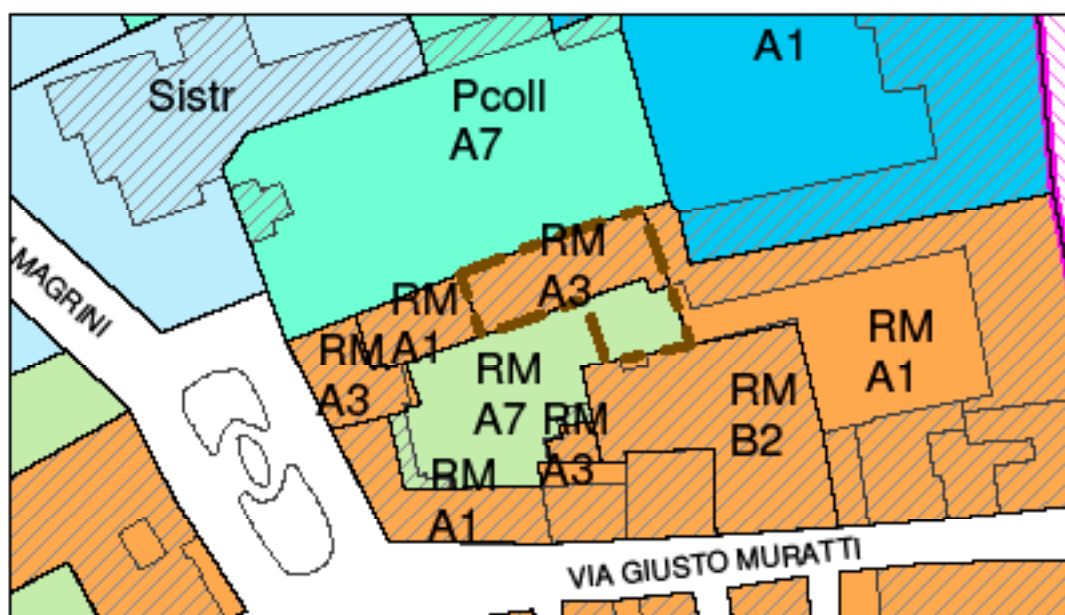 A1
Sistr
Pcoll
A7
RM
A3
RM
A1
RM
A3
RM
A1
RM
A7
RM
B2
RM
A3
RM
A1
MAGRINI
VIA GIUSTO MURATTI